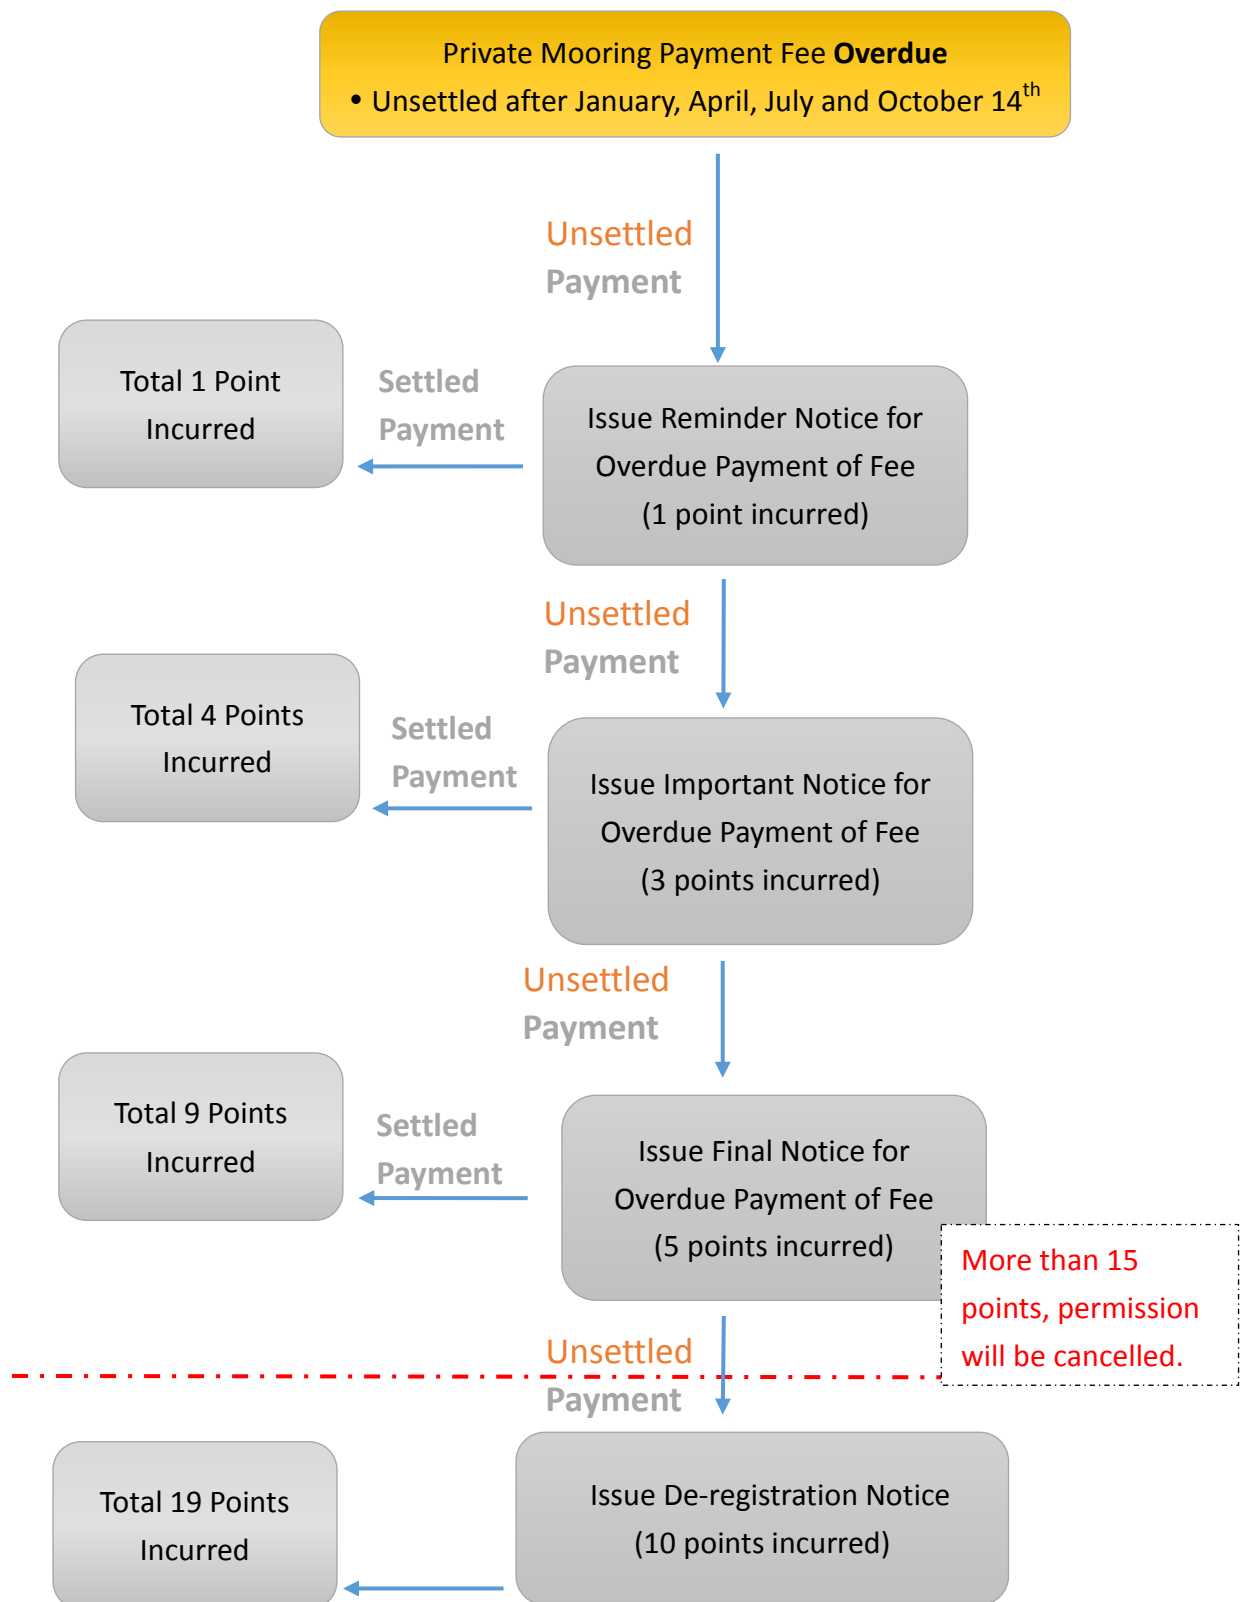 Private Mooring Payment Fee Overdue
• Unsettled after January, April, July and October 14th
Unsettled
Payment
Total 1 Point
Incurred
Settled
Payment
Issue Reminder Notice for
Overdue Payment of Fee
(1 point incurred)
Unsettled
Payment
Total 4 Points
Incurred
Settled
Payment
Issue Important Notice for
Overdue Payment of Fee
(3 points incurred)
Unsettled
Payment
Total 9 Points
Incurred
Settled
Payment
Issue Final Notice for
Overdue Payment of Fee
(5 points incurred)
More than 15
points, permission
will be cancelled.
Unsettled
Payment
Total 19 Points
Incurred
Issue De-registration Notice
(10 points incurred)